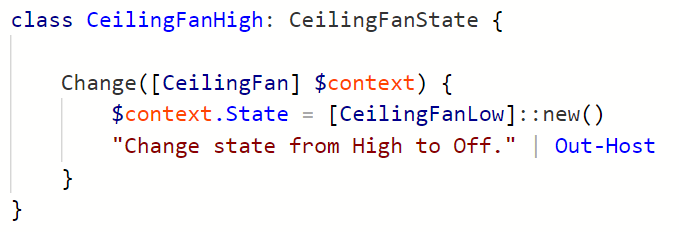 class CeilingFanHigh: CeilingFanState {
Change([CeilingFan] $context) {
$context.State = [CeilingFanLow]::new()
"Change state from High to Off." | Out-Host
}
}